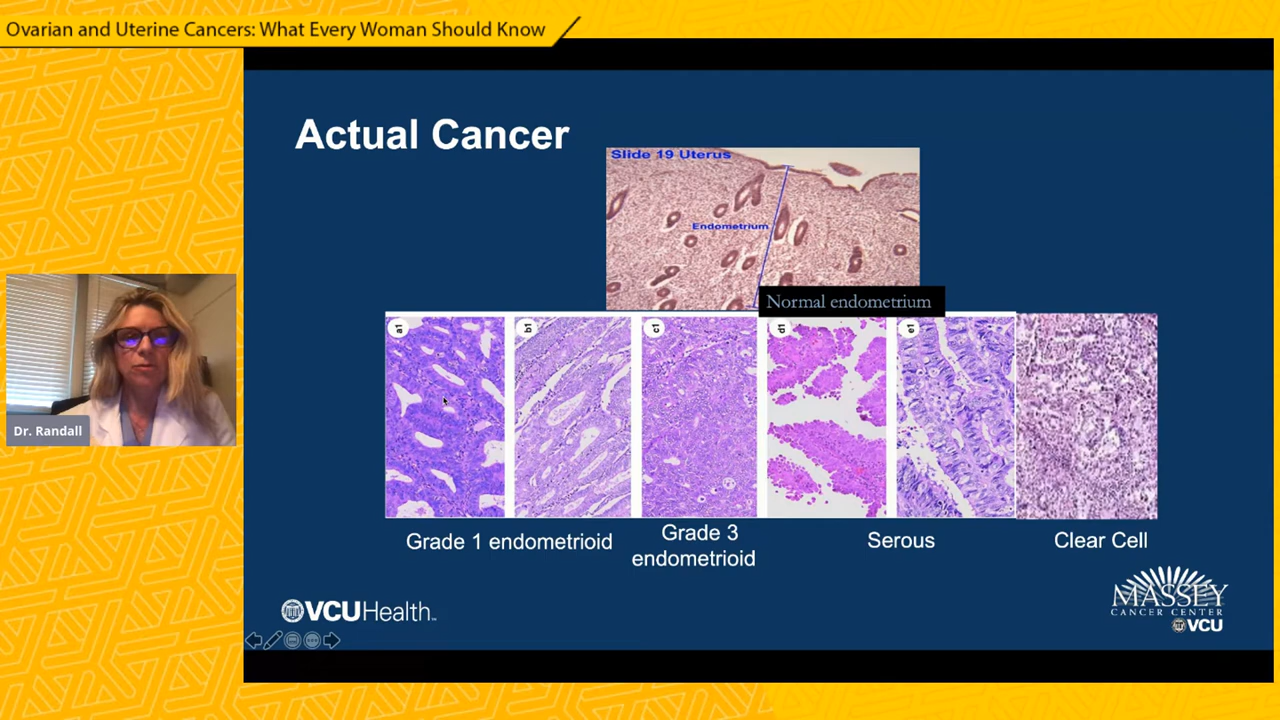 Ovarian and Uterine Cancers: What Every Woman Should Know
Actual Cancer
Slide 19 Uterus
Endometrium
Normal endometrium
a1
b1
c1
d1
e1
Grade 1 endometrioid
Grade 3
endometrioid
Serous
Clear Cell
Dr. Randall
VCUHealth™
MASSEY
CANCER CENTER
VCU